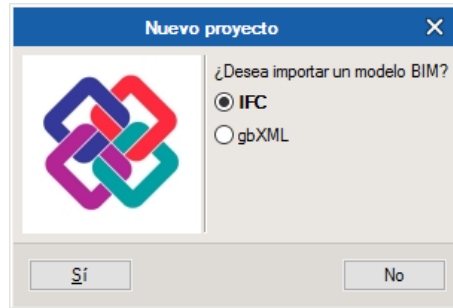 Nuevo proyecto
¿Desea importar un modelo BIM?
IFC
gbXML
Sí
No